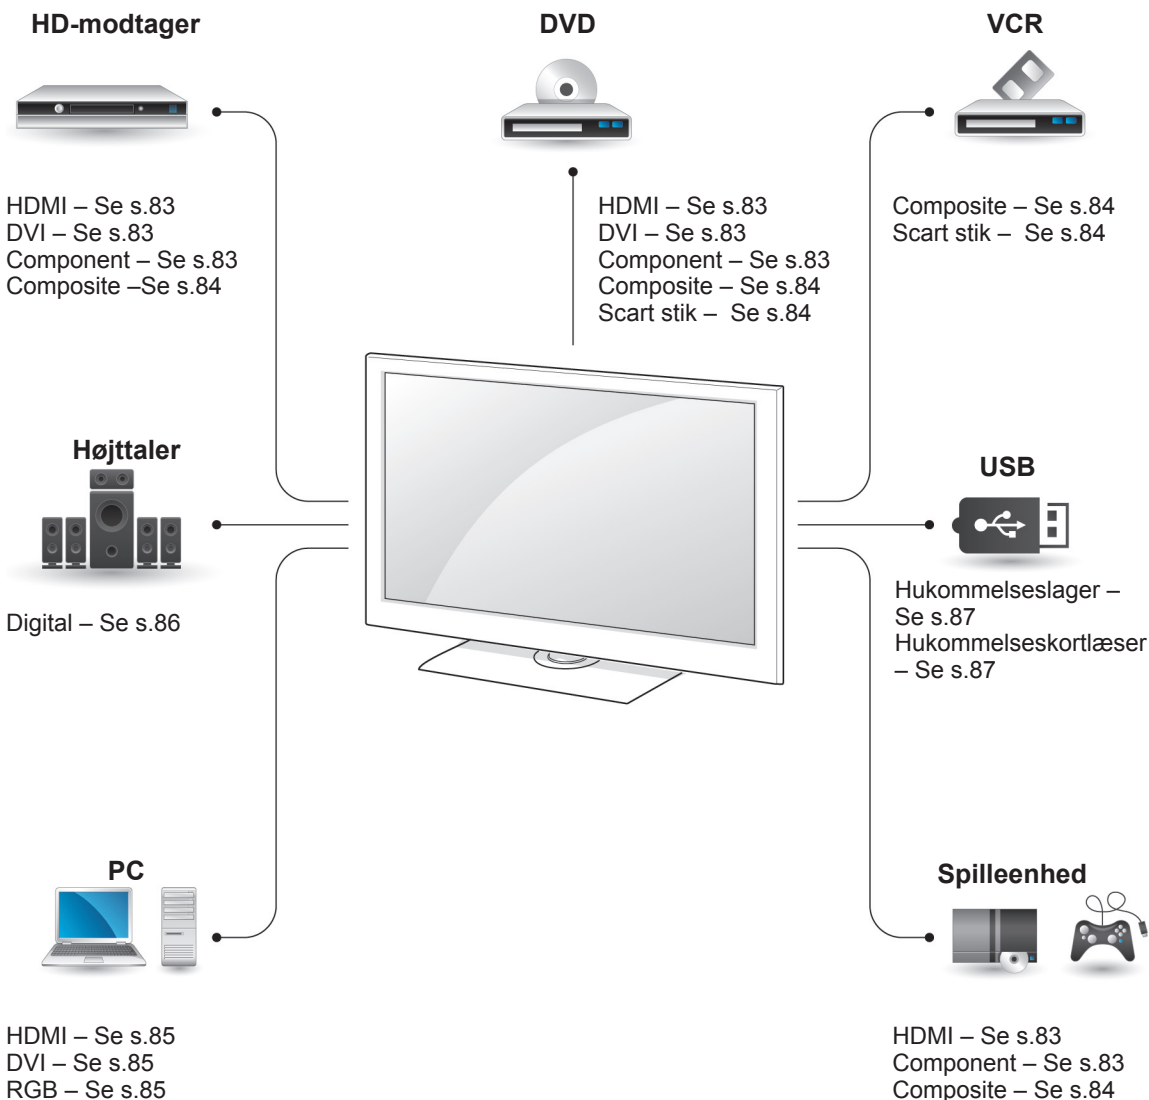 HD-modtager
HDMI – Se s.83
DVI – Se s.83
Component – Se s.83
Composite –Se s.84
DVD
HDMI – Se s.83
DVI – Se s.83
Component – Se s.83
Composite – Se s.84
Scart stik –  Se s.84
VCR
Composite – Se s.84
Scart stik –  Se s.84
Højttaler
Digital – Se s.86
USB
Hukommelseslager –
Se s.87
Hukommelseskortlæser
– Se s.87
PC
HDMI – Se s.85
DVI – Se s.85
RGB – Se s.85
Spilleenhed
HDMI – Se s.83
Component – Se s.83
Composite – Se s.84